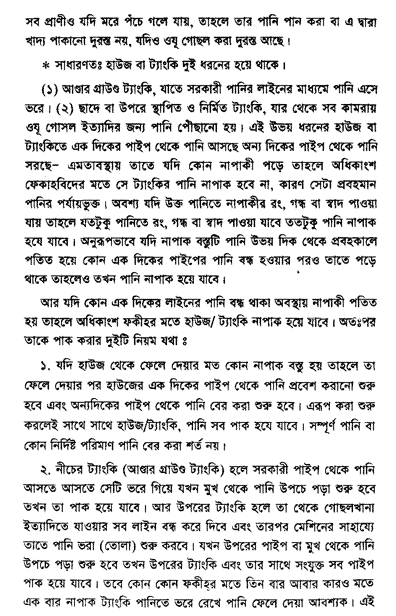 সব প্রাণীও যদি মরে পঁচে গলে যায়, তাহলে তার পানি পান করা বা এ দ্বারা
খাদ্য পাকানো দুরস্ত নয়, যদিও ওযূ গোছল করা দুরস্ত আছে।
* সাধারণতঃ হাউজ বা ট্যাংকি দুই ধরনের হয়ে থাকে।
(১) আণ্ডার গ্রাউণ্ড ট্যাংকি, যাতে সরকারী পানির লাইনের মাধ্যমে পানি এসে
ভরে। (২) ছাদে বা উপরে স্থাপিত ও নির্মিত ট্যাংকি, যার থেকে সব কামরায়
ওযূ গোসল ইত্যাদির জন্য পানি পৌঁছানো হয়। এই উভয় ধরনের হাউজ বা
ট্যাংকিতে এক দিকের পাইপ থেকে পানি আসছে অন্য দিকের পাইপ থেকে পানি
সরছে– এমতাবস্থায় তাতে যদি কোন নাপাকী পড়ে তাহলে অধিকাংশ
ফেকাহবিদের মতে সে ট্যাংকির পানি নাপাক হবে না, কারণ সেটা প্রবহমান
পানির পর্যায়ভুক্ত। অবশ্য যদি উক্ত পানিতে নাপাকীর রং, গন্ধ বা স্বাদ পাওয়া
যায় তাহলে যতটুকু পানিতে রং, গন্ধ বা স্বাদ পাওয়া যাবে ততটুকু পানি নাপাক
হয়ে যাবে। অনুরূপভাবে যদি নাপাক বস্তুটি পানি উভয় দিক থেকে প্রবহকালে
পতিত হয়ে কোন এক দিকের পাইপের পানি বন্ধ হওয়ার পরও তাতে পড়ে
থাকে তাহলেও তখন পানি নাপাক হয়ে যাবে।
আর যদি কোন এক দিকের লাইনের পানি বন্ধ থাকা অবস্থায় নাপাকী পতিত
হয় তাহলে অধিকাংশ ফকীহর মতে হাউজ/ ট্যাংকি নাপাক হয়ে যাবে। অতঃপর
তাকে পাক করার দুইটি নিয়ম যথা ঃ
১. যদি হাউজ থেকে ফেলে দেয়ার মত কোন নাপাক বস্তু হয় তাহলে তা
ফেলে দেয়ার পর হাউজের এক দিকের পাইপ থেকে পানি প্রবেশ করানো শুরু
হবে এবং অন্যদিকের পাইপ থেকে পানি বের করা শুরু হবে। এরূপ করা শুরু
করলেই সাথে সাথে হাউজ/ট্যাংকি, পানি সব পাক হয়ে যাবে। সম্পূর্ণ পানি বা
কোন নির্দিষ্ট পরিমাণ পানি বের করা শর্ত নয়।
২. নীচের ট্যাংকি (আণ্ডার গ্রাউণ্ড ট্যাংকি) হলে সরকারী পাইপ থেকে পানি
আসতে আসতে সেটি ভরে গিয়ে যখন মুখ থেকে পানি উপচে পড়া শুরু হবে
তখন তা পাক হয়ে যাবে। আর উপরের ট্যাংকি হলে তা থেকে গোছলখানা
ইত্যাদিতে যাওয়ার সব লাইন বন্ধ করে দিবে এবং তারপর মেশিনের সাহায্যে
তাতে পানি ভরা (তোলা) শুরু করবে। যখন উপরের পাইপ বা মুখ থেকে পানি
উপচে পড়া শুরু হবে তখন উপরের ট্যাংকি এবং তার সাথে সংযুক্ত সব পাইপ
পাক হয়ে যাবে। তবে কোন কোন ফকীহর মতে তিন বার আবার কারও মতে
এক বার নাপাক ট্যাংকি পানিতে ভরে রেখে পানি ফেলে দেয়া আবশ্যক। এই